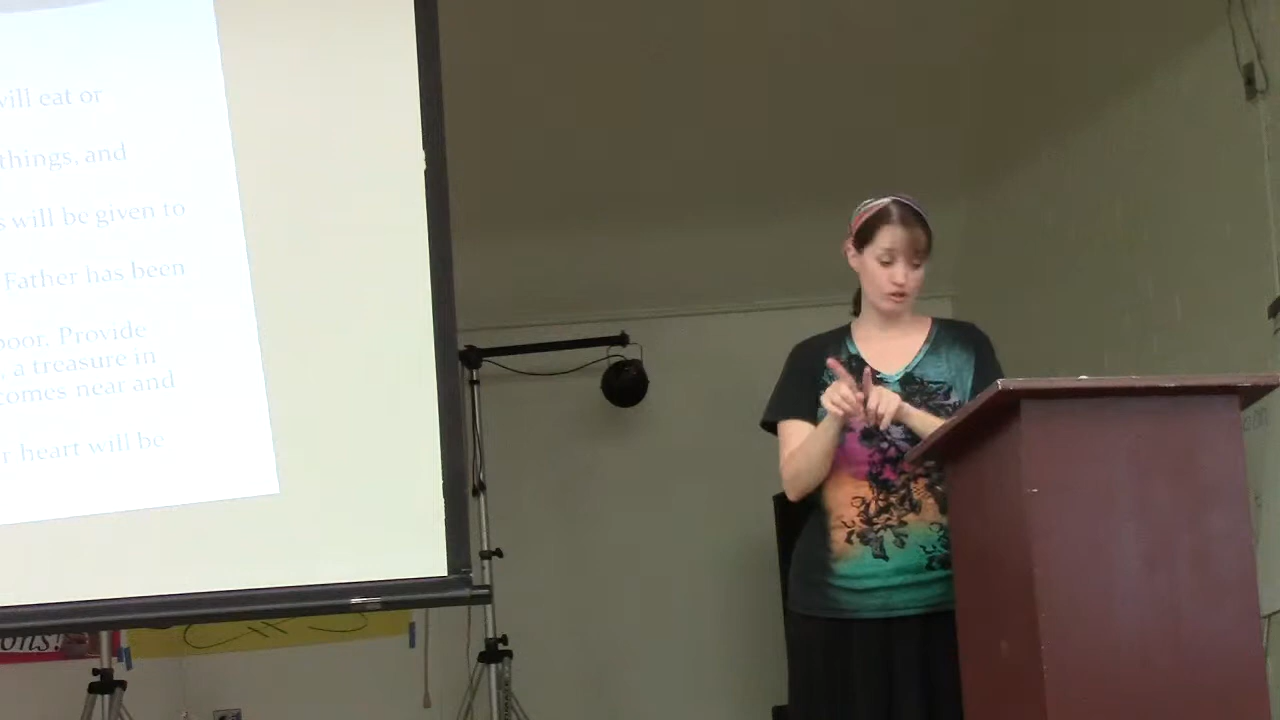 will eat or
things, and
s will be given to
Father has been
poor. Provide
, a treasure in
comes near and
r heart will be
ons!